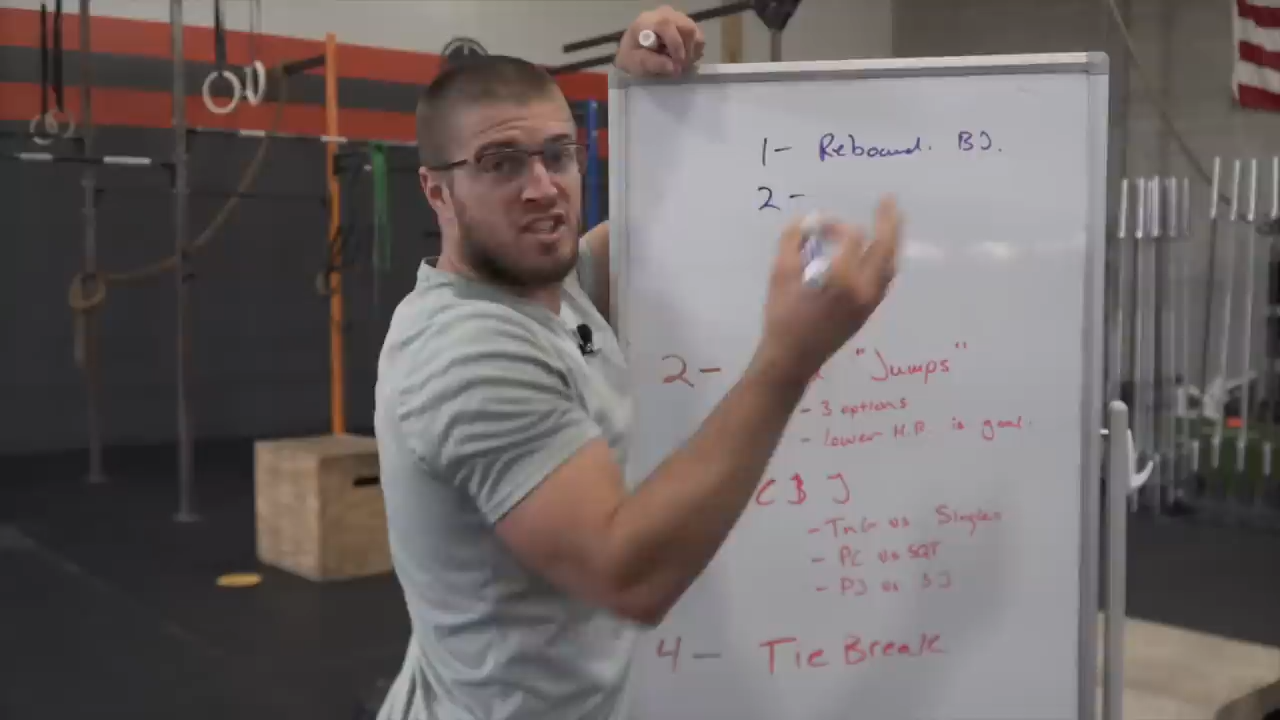 1- Rebound. BJ.
2-
2- "Jumps"
- 3 options
- lower H.R. is goal.
CBJ
- TnG vs Singles
- PC vs SQT
- PJ vs SJ
4- Tie Break